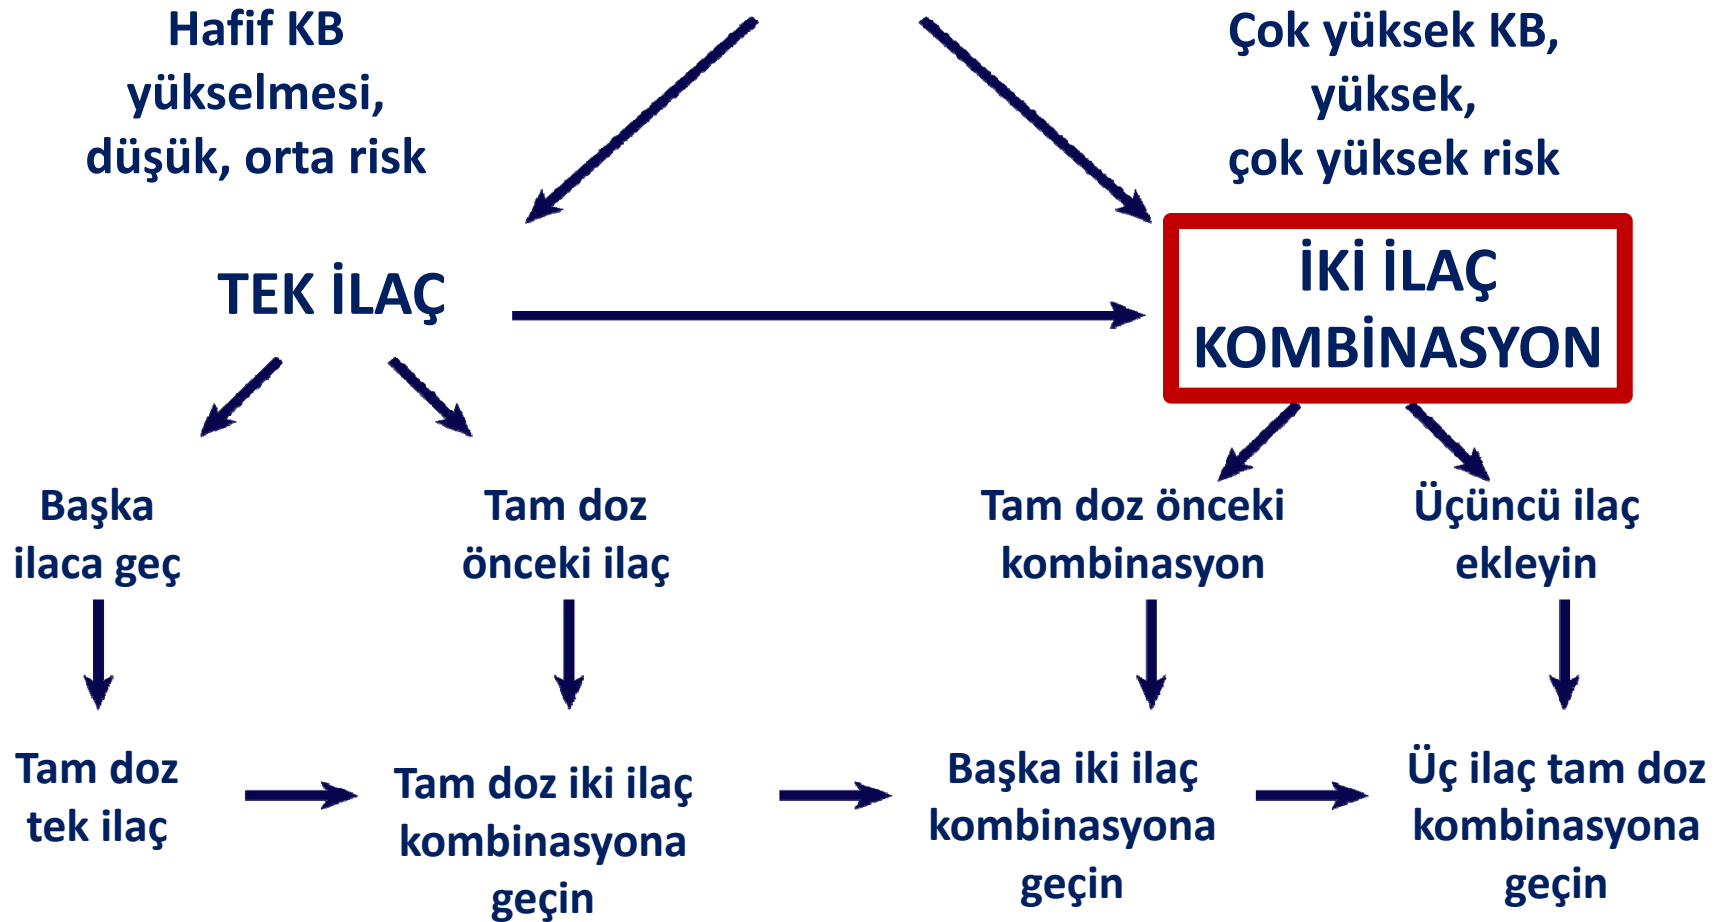 Hafif KB
yükselmesi,
düşük, orta risk
Çok yüksek KB,
yüksek,
çok yüksek risk
TEK İLAÇ
İKİ İLAÇ
KOMBİNASYON
Başka
ilaca geç
Tam doz
önceki ilaç
Tam doz önceki
kombinasyon
Üçüncü ilaç
ekleyin
Tam doz
tek ilaç
Tam doz iki ilaç
kombinasyona
geçin
Başka iki ilaç
kombinasyona
geçin
Üç ilaç tam doz
kombinasyona
geçin